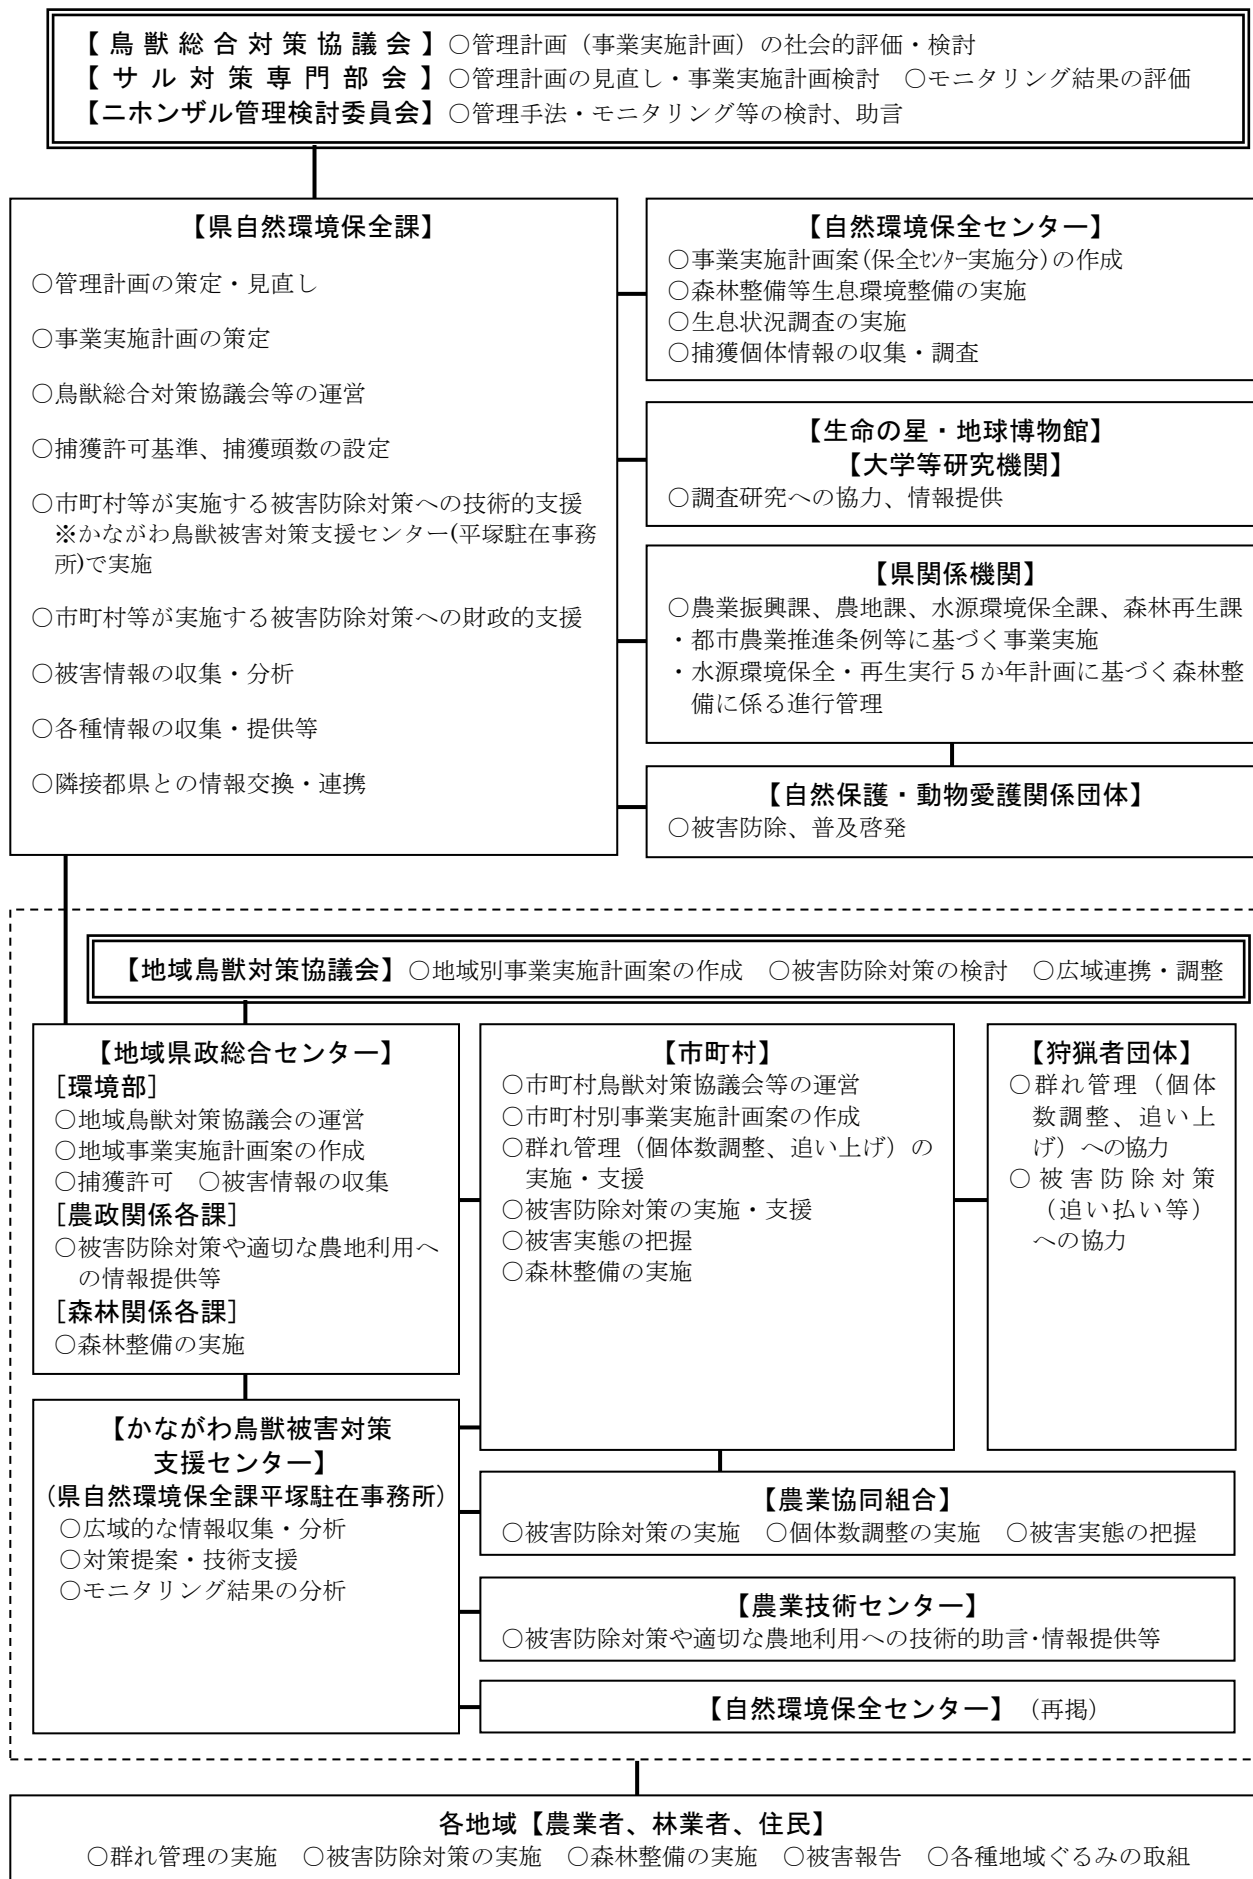 【鳥獣総合対策協議会】○管理計画（事業実施計画）の社会的評価・検討
【サル対策専門部会】○管理計画の見直し・事業実施計画検討　○モニタリング結果の評価
【ニホンザル管理検討委員会】○管理手法・モニタリング等の検討、助言
【県自然環境保全課】
○管理計画の策定・見直し
○事業実施計画の策定
○鳥獣総合対策協議会等の運営
○捕獲許可基準、捕獲頭数の設定
○市町村等が実施する被害防除対策への技術的支援
※かながわ鳥獣被害対策支援センター(平塚駐在事務
所)で実施
○市町村等が実施する被害防除対策への財政的支援
○被害情報の収集・分析
○各種情報の収集・提供等
○隣接都県との情報交換・連携
【自然環境保全センター】
○事業実施計画案(保全ｾﾝﾀｰ実施分)の作成
○森林整備等生息環境整備の実施
○生息状況調査の実施
○捕獲個体情報の収集・調査
【生命の星・地球博物館】
【大学等研究機関】
○調査研究への協力、情報提供
【県関係機関】
○農業振興課、農地課、水源環境保全課、森林再生課
・都市農業推進条例等に基づく事業実施
・水源環境保全・再生実行５か年計画に基づく森林整
備に係る進行管理
【自然保護・動物愛護関係団体】
○被害防除、普及啓発
【地域鳥獣対策協議会】○地域別事業実施計画案の作成　○被害防除対策の検討　○広域連携・調整
【地域県政総合センター】
［環境部］
○地域鳥獣対策協議会の運営
○地域事業実施計画案の作成
○捕獲許可　○被害情報の収集
［農政関係各課］
○被害防除対策や適切な農地利用へ
の情報提供等
［森林関係各課］
○森林整備の実施
【市町村】
○市町村鳥獣対策協議会等の運営
○市町村別事業実施計画案の作成
○群れ管理（個体数調整、追い上げ）の
実施・支援
○被害防除対策の実施・支援
○被害実態の把握
○森林整備の実施
【狩猟者団体】
○群れ管理（個体
数調整、追い上
げ）への協力
○被害防除対策
（追い払い等）
への協力
【かながわ鳥獣被害対策
支援センター】
（県自然環境保全課平塚駐在事務所）
○広域的な情報収集・分析
○対策提案・技術支援
○モニタリング結果の分析
【農業協同組合】
○被害防除対策の実施　○個体数調整の実施　○被害実態の把握
【農業技術センター】
○被害防除対策や適切な農地利用への技術的助言･情報提供等
【自然環境保全センター】（再掲）
各地域【農業者、林業者、住民】
○群れ管理の実施　○被害防除対策の実施　○森林整備の実施　○被害報告　○各種地域ぐるみの取組